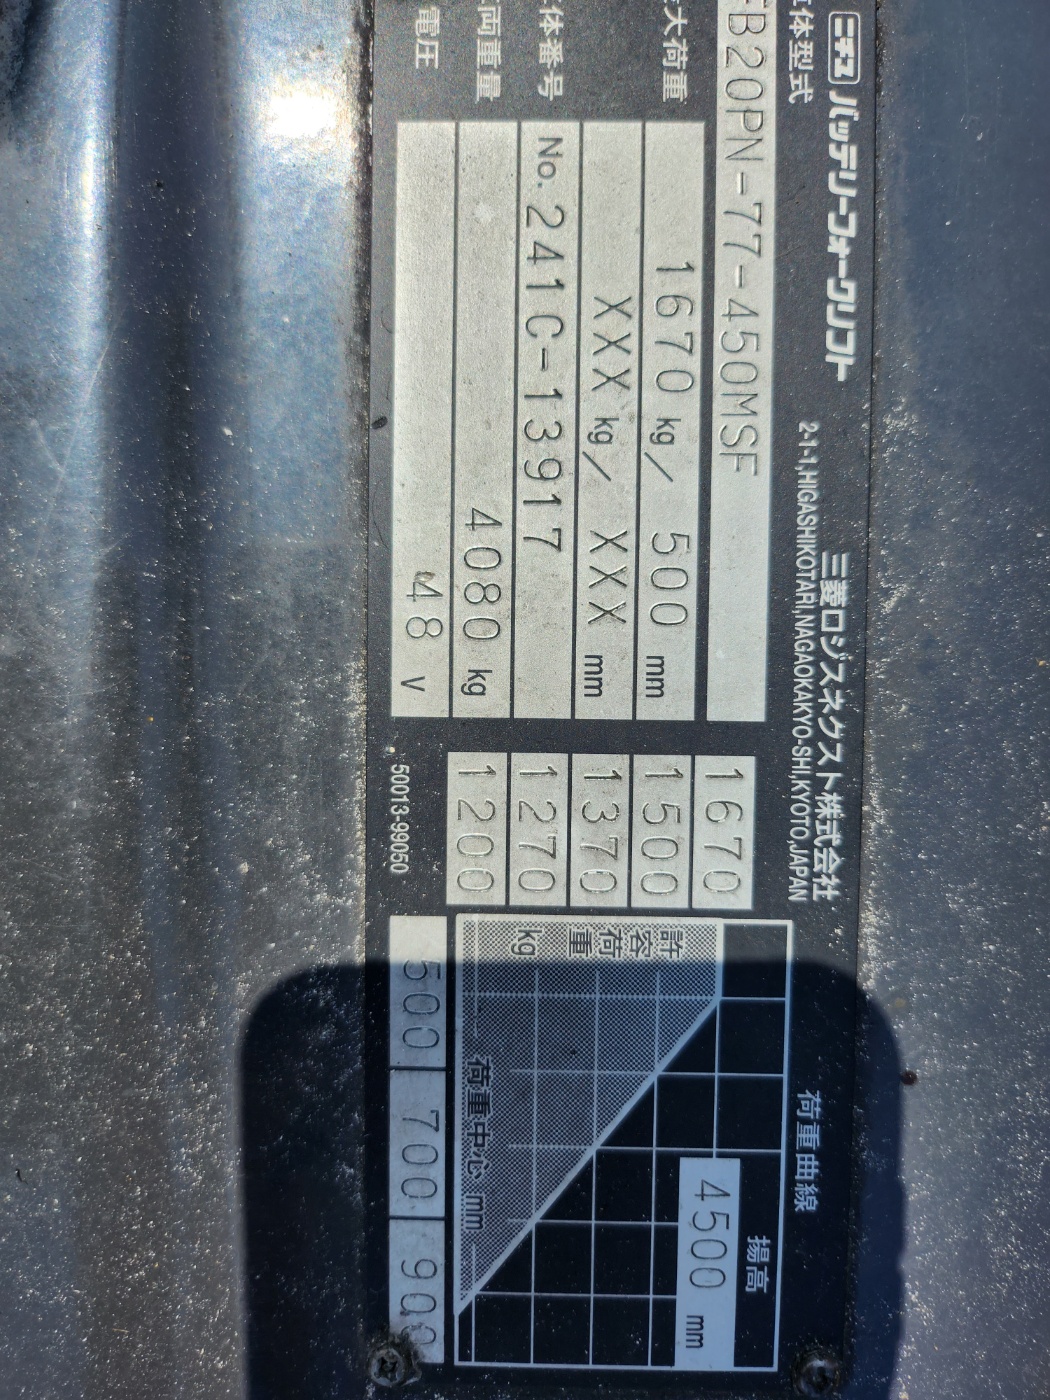 ニチユ バッテリーフォークリフト 三菱ロジスネクスト株式会社
2-1-1,HIGASHIKOTARI,NAGAOKAKYO-SHI,KYOTO,JAPAN
体型式
B20PN-77-450MSF
大荷重 1670 kg/ 500 mm
XXX kg/ XXX mm
体番号 No. 241C-13917
両重量 4080 kg
電圧 48 V
50013-99050
1670
1500
1370
1270
1200
荷重曲線
揚高
4500 mm
許容荷重
kg
荷重中心 mm
500 700 900